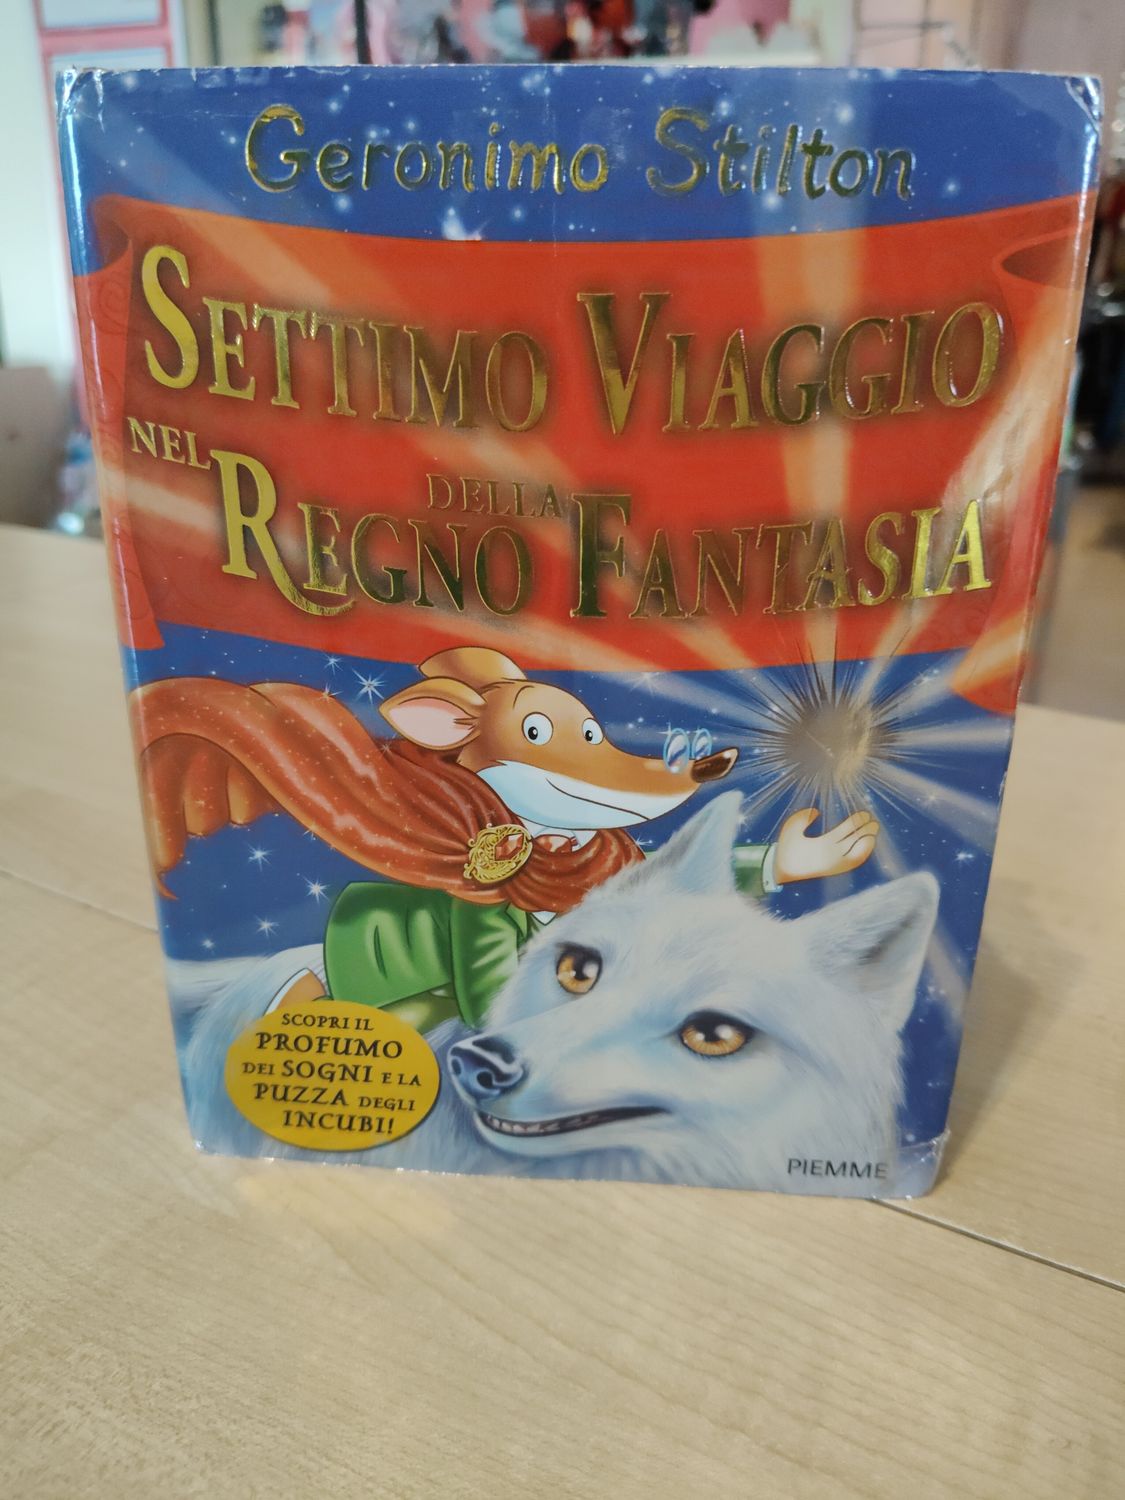 Geronimo Stilton
SETTIMO VIAGGIO
NEL REGNO DELLA FANTASIA
SCOPRI IL
PROFUMO
DEI SOGNI E LA
PUZZA DEGLI
INCUBI!
PIEMME